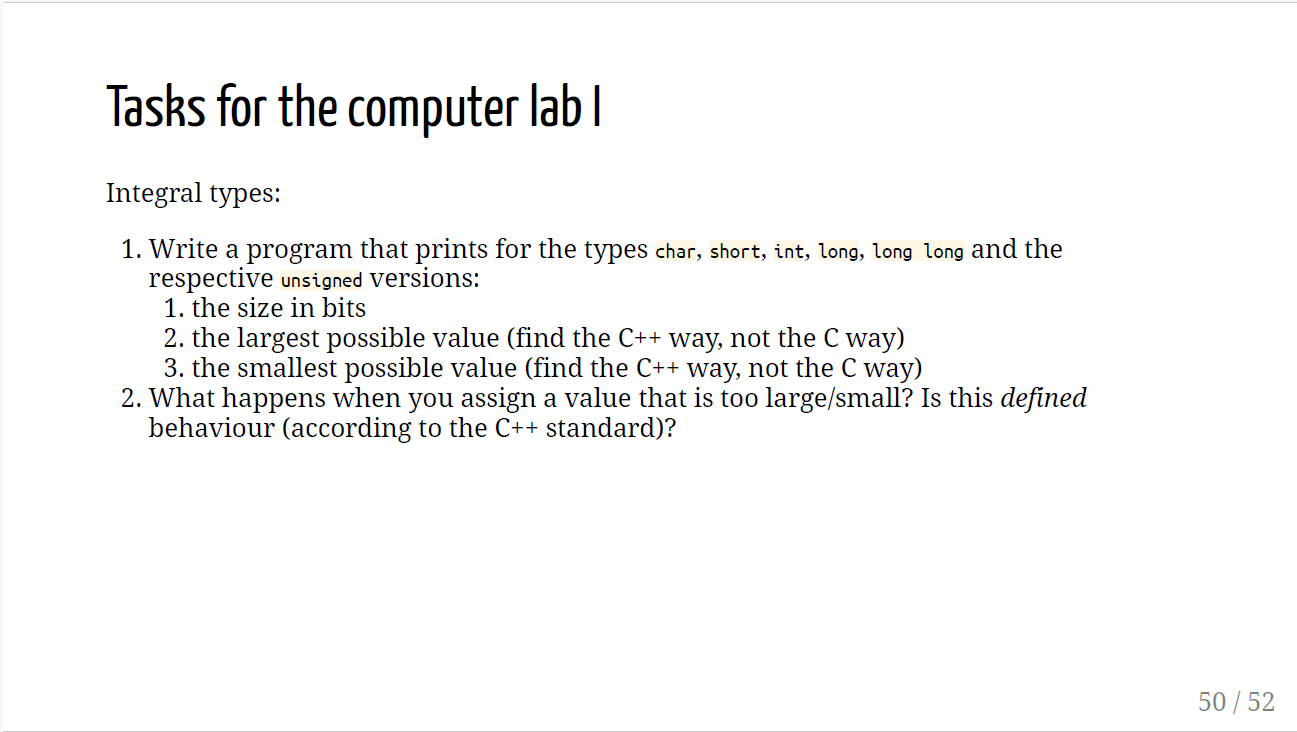 Tasks for the computer lab I
Integral types:
1. Write a program that prints for the types char, short, int, long, long long and the
respective unsigned versions:
1. the size in bits
2. the largest possible value (find the C++ way, not the C way)
3. the smallest possible value (find the C++ way, not the C way)
2. What happens when you assign a value that is too large/small? Is this defined
behaviour (according to the C++ standard)?
50 / 52